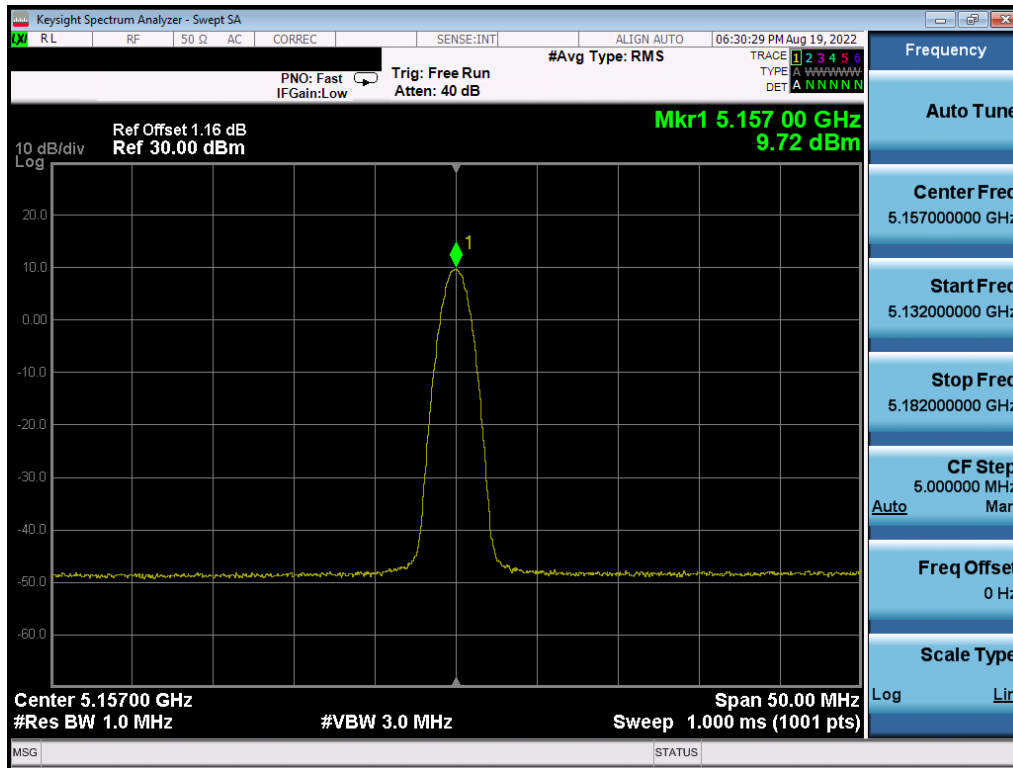 Keysight Spectrum Analyzer - Swept SA
LXI RL RF 50 Ω AC CORREC SENSE:INT ALIGN AUTO 06:30:29 PM Aug 19, 2022
#Avg Type: RMS
TRACE 1 2 3 4 5 6
TYPE A WWWWW
DET A N N N N N
PNO: Fast
IFGain:Low
Trig: Free Run
Atten: 40 dB
Mkr1 5.157 00 GHz
9.72 dBm
Ref Offset 1.16 dB
10 dB/div Ref 30.00 dBm
Log
20.0
10.0
0.00
-10.0
-20.0
-30.0
-40.0
-50.0
-60.0
1
Center 5.15700 GHz
Span 50.00 MHz
#Res BW 1.0 MHz
#VBW 3.0 MHz
Sweep 1.000 ms (1001 pts)
MSG STATUS
Frequency
Auto Tune
Center Freq
5.157000000 GHz
Start Freq
5.132000000 GHz
Stop Freq
5.182000000 GHz
CF Step
5.000000 MHz
Auto Man
Freq Offset
0 Hz
Scale Type
Log Lin